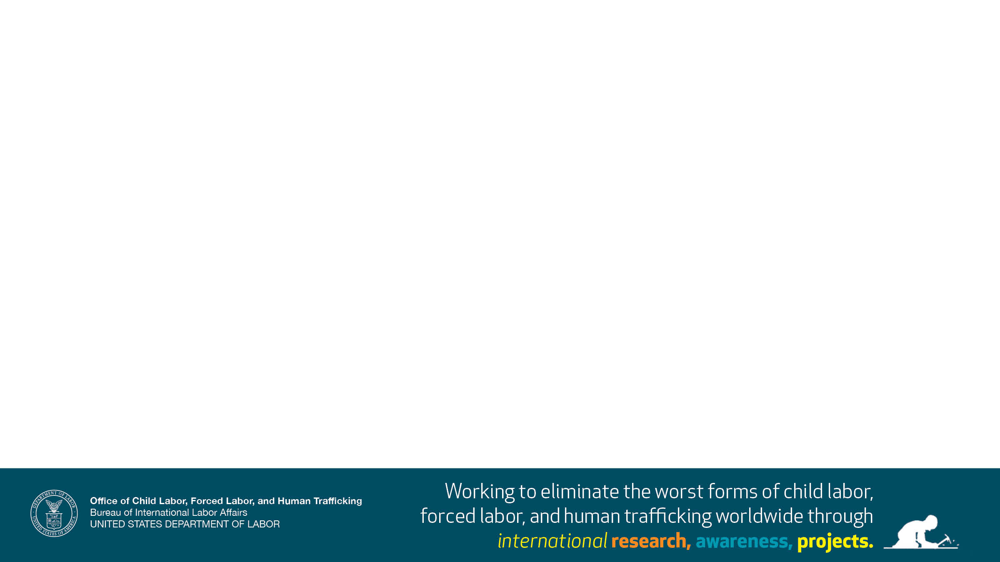 DEPARTMENT OF LABOR
UNITED STATES OF AMERICA
Office of Child Labor, Forced Labor, and Human Trafficking
Bureau of International Labor Affairs
UNITED STATES DEPARTMENT OF LABOR
Working to eliminate the worst forms of child labor,
forced labor, and human trafficking worldwide through
international research, awareness, projects.